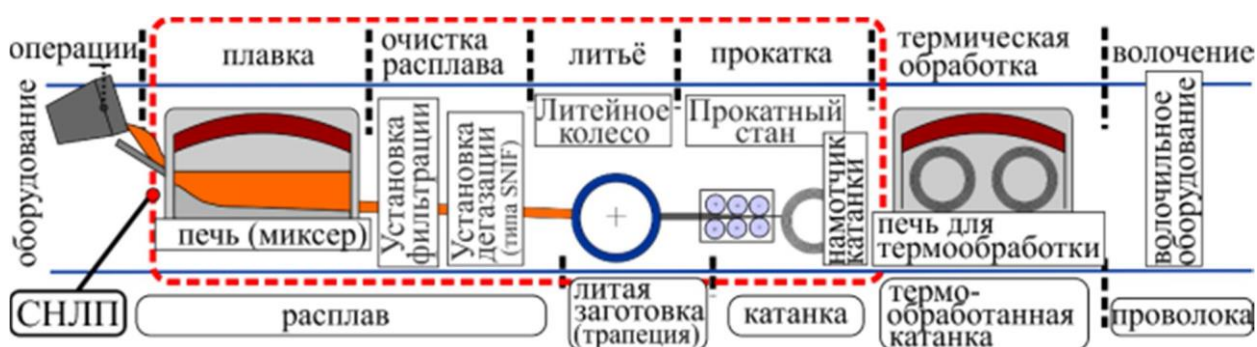 операции
плавка
очистка
расплава
литьё
прокатка
термическая
обработка
волочение
оборудование
печь (миксер)
Установка
фильтрации
Установка
дегазации
(типа SNIF)
Литейное
колесо
Прокатный
стан
намотчик
катанки
печь для
термообработки
волочильное
оборудование
СНЛП
расплав
литая
заготовка
(трапеция)
катанка
термо-
обработанная
катанка
проволока